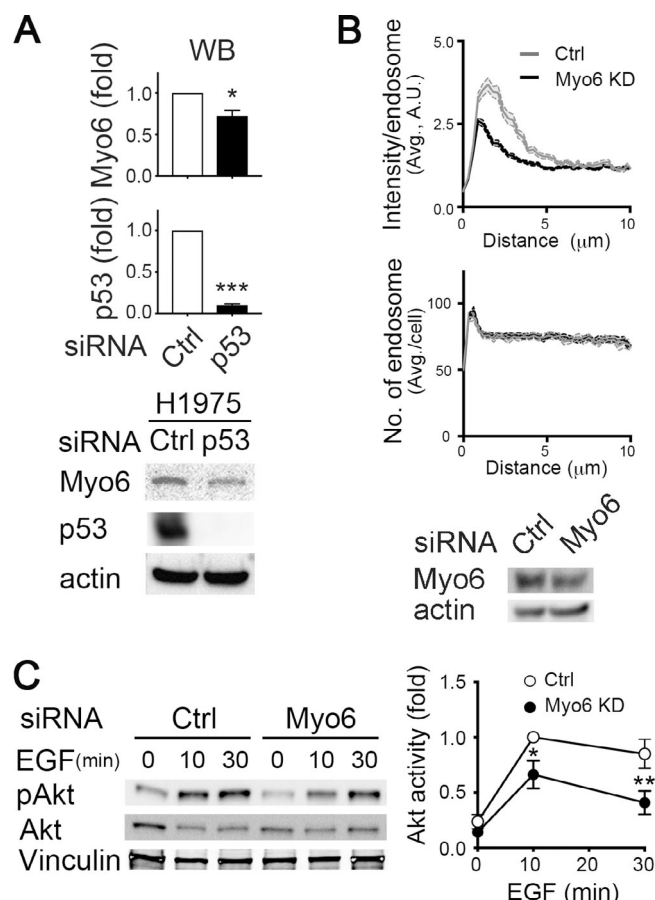 A
WB
Myo6 (fold)
1.0
0.5
0.0
*
p53 (fold)
1.0
0.5
0.0
***
siRNA Ctrl p53
H1975
siRNA Ctrl p53
Myo6
p53
actin
B
Intensity/endosome
(Avg., A.U.)
5.0
2.5
0.0
Ctrl
Myo6 KD
0 5 10
Distance (μm)
No. of endosome
(Avg./cell)
100
50
0
0 5 10
Distance (μm)
siRNA Ctrl Myo6
Myo6
actin
C
siRNA Ctrl Myo6
EGF(min) 0 10 30 0 10 30
pAkt
Akt
Vinculin
Akt activity (fold)
1.5
1.0
0.5
0.0
Ctrl
Myo6 KD
*
**
0 10 20 30
EGF (min)